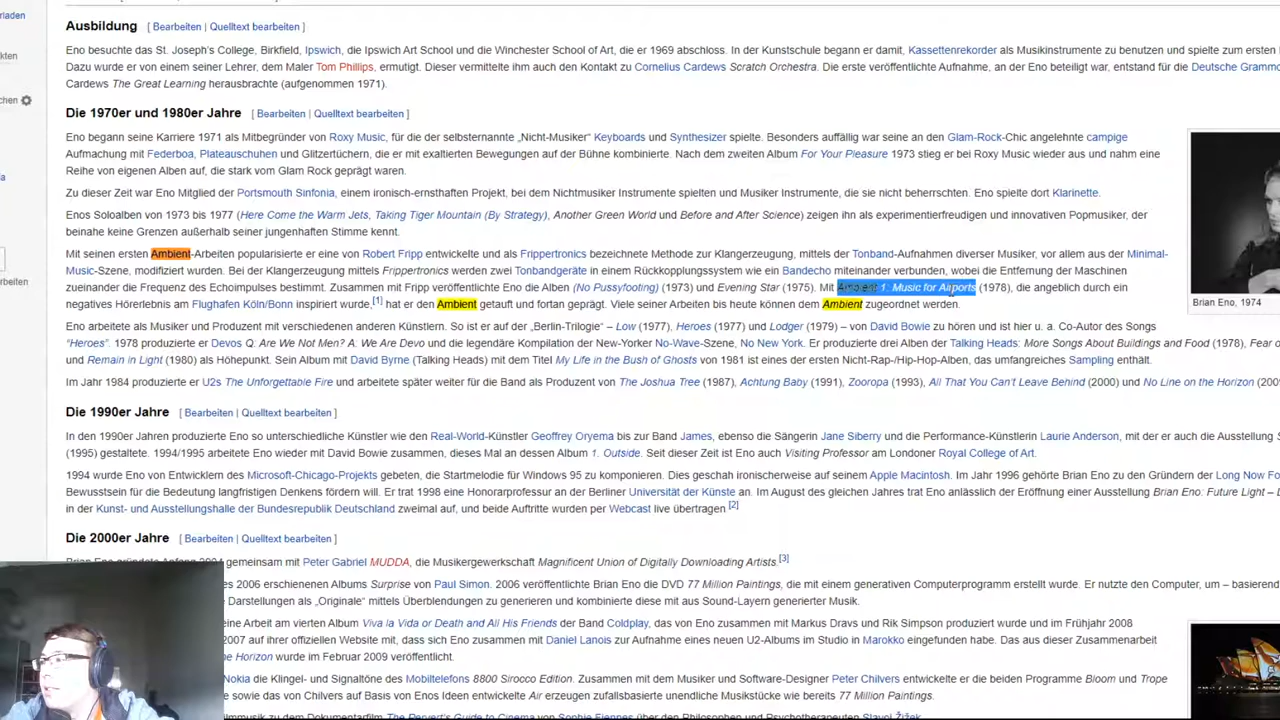 rladen
Ausbildung [ Bearbeiten | Quelltext bearbeiten ]
Eno besuchte das St. Joseph's College, Birkfield, Ipswich, die Ipswich Art School und die Winchester School of Art, die er 1969 abschloss. In der Kunstschule begann er damit, Kassettenrekorder als Musikinstrumente zu benutzen und spielte zum ersten
kten
Dazu wurde er von einem seiner Lehrer, dem Maler Tom Phillips, ermutigt. Dieser vermittelte ihm auch den Kontakt zu Cornelius Cardews Scratch Orchestra. Die erste veröffentlichte Aufnahme, an der Eno beteiligt war, entstand für die Deutsche Grammo
Cardews The Great Learning herausbrachte (aufgenommen 1971).
chen
Die 1970er und 1980er Jahre [ Bearbeiten | Quelltext bearbeiten ]
Eno begann seine Karriere 1971 als Mitbegründer von Roxy Music, für die der selbsternannte „Nicht-Musiker“ Keyboards und Synthesizer spielte. Besonders auffällig war seine an den Glam-Rock-Chic angelehnte campige
Aufmachung mit Federboa, Plateauschuhen und Glitzertüchern, die er mit exaltierten Bewegungen auf der Bühne kombinierte. Nach dem zweiten Album For Your Pleasure 1973 stieg er bei Roxy Music wieder aus und nahm eine
Reihe von eigenen Alben auf, die stark vom Glam Rock geprägt waren.
a
Zu dieser Zeit war Eno Mitglied der Portsmouth Sinfonia, einem ironisch-ernsthaften Projekt, bei dem Nichtmusiker Instrumente spielten und Musiker Instrumente, die sie nicht beherrschten. Eno spielte dort Klarinette.
Enos Soloalben von 1973 bis 1977 (Here Come the Warm Jets, Taking Tiger Mountain (By Strategy), Another Green World und Before and After Science) zeigen ihn als experimentierfreudigen und innovativen Popmusiker, der
beinahe keine Grenzen außerhalb seiner jungenhaften Stimme kennt.
Mit seinen ersten Ambient-Arbeiten popularisierte er eine von Robert Fripp entwickelte und als Frippertronics bezeichnete Methode zur Klangerzeugung, mittels der Tonband-Aufnahmen diverser Musiker, vor allem aus der Minimal-
Music-Szene, modifiziert wurden. Bei der Klangerzeugung mittels Frippertronics werden zwei Tonbandgeräte in einem Rückkopplungssystem wie ein Bandecho miteinander verbunden, wobei die Entfernung der Maschinen
rbeiten
zueinander die Frequenz des Echoimpulses bestimmt. Zusammen mit Fripp veröffentlichte Eno die Alben (No Pussyfooting) (1973) und Evening Star (1975). Mit Ambient 1: Music for Airports (1978), die angeblich durch ein
negatives Hörerlebnis am Flughafen Köln/Bonn inspiriert wurde,[1] hat er den Ambient getauft und fortan geprägt. Viele seiner Arbeiten bis heute können dem Ambient zugeordnet werden.
Brian Eno, 1974
Eno arbeitete als Musiker und Produzent mit verschiedenen anderen Künstlern. So ist er auf der „Berlin-Trilogie“ – Low (1977), Heroes (1977) und Lodger (1979) – von David Bowie zu hören und ist hier u. a. Co-Autor des Songs
"Heroes". 1978 produzierte er Devos Q: Are We Not Men? A: We Are Devo und die legendäre Kompilation der New-Yorker No-Wave-Szene, No New York. Er produzierte drei Alben der Talking Heads: More Songs About Buildings and Food (1978), Fear o
und Remain in Light (1980) als Höhepunkt. Sein Album mit David Byrne (Talking Heads) mit dem Titel My Life in the Bush of Ghosts von 1981 ist eines der ersten Nicht-Rap-/Hip-Hop-Alben, das umfangreiches Sampling enthält.
Im Jahr 1984 produzierte er U2s The Unforgettable Fire und arbeitete später weiter für die Band als Produzent von The Joshua Tree (1987), Achtung Baby (1991), Zooropa (1993), All That You Can't Leave Behind (2000) und No Line on the Horizon (200
Die 1990er Jahre [ Bearbeiten | Quelltext bearbeiten ]
In den 1990er Jahren produzierte Eno so unterschiedliche Künstler wie den Real-World-Künstler Geoffrey Oryema bis zur Band James, ebenso die Sängerin Jane Siberry und die Performance-Künstlerin Laurie Anderson, mit der er auch die Ausstellung S
(1995) gestaltete. 1994/1995 arbeitete Eno wieder mit David Bowie zusammen, dieses Mal an dessen Album 1. Outside. Seit dieser Zeit ist Eno auch Visiting Professor am Londoner Royal College of Art.
1994 wurde Eno von Entwicklern des Microsoft-Chicago-Projekts gebeten, die Startmelodie für Windows 95 zu komponieren. Dies geschah ironischerweise auf seinem Apple Macintosh. Im Jahr 1996 gehörte Brian Eno zu den Gründern der Long Now Fo
Bewusstsein für die Bedeutung langfristigen Denkens fördern will. Er trat 1998 eine Honorarprofessur an der Berliner Universität der Künste an. Im August des gleichen Jahres trat Eno anlässlich der Eröffnung einer Ausstellung Brian Eno: Future Light –
in der Kunst- und Ausstellungshalle der Bundesrepublik Deutschland zweimal auf, und beide Auftritte wurden per Webcast live übertragen.[2]
Die 2000er Jahre [ Bearbeiten | Quelltext bearbeiten ]
Brian Eno gründete Anfang 2004 gemeinsam mit Peter Gabriel MUDDA, die Musikergewerkschaft Magnificent Union of Digitally Downloading Artists.[3]
es 2006 erschienenen Albums Surprise von Paul Simon. 2006 veröffentlichte Brian Eno die DVD 77 Million Paintings, die mit einem generativen Computerprogramm erstellt wurde. Er nutzte den Computer, um – basierend
Darstellungen als „Originale“ mittels Überblendungen zu generieren und kombinierte diese mit aus Sound-Layern generierter Musik.
eine Arbeit am vierten Album Viva la Vida or Death and All His Friends der Band Coldplay, das von Eno zusammen mit Markus Dravs und Rik Simpson produziert wurde und im Frühjahr 2008
2007 auf ihrer offiziellen Website mit, dass sich Eno zusammen mit Daniel Lanois zur Aufnahme eines neuen U2-Albums im Studio in Marokko eingefunden habe. Das aus dieser Zusammenarbeit
he Horizon wurde im Februar 2009 veröffentlicht.
Nokia die Klingel- und Signaltöne des Mobiltelefons 8800 Sirocco Edition. Zusammen mit dem Musiker und Software-Designer Peter Chilvers entwickelte er die beiden Programme Bloom und Trope
sowie das von Chilvers auf Basis von Enos Ideen entwickelte Air erzeugen zufallsbasierte unendliche Musikstücke wie bereits 77 Million Paintings.
ilmmusik zu dem Dokumentarfilm The Pervert's Guide to Cinema von Sophie Fiennes über den Philosophen und Psychotherapeuten Slavoj Žižek.